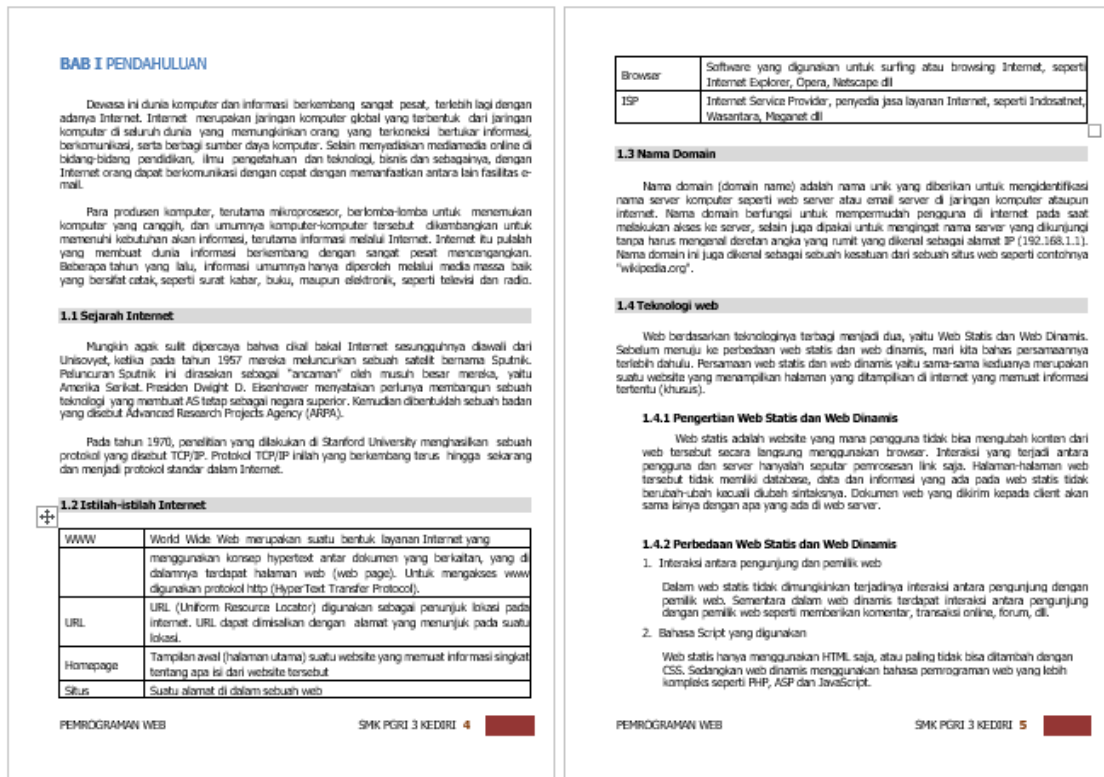 BAB I PENDAHULUAN
Dewasa ini dunia komputer dan informasi berkembang sangat pesat, terlebih lagi dengan
adanya Internet. Internet merupakan jaringan komputer global yang terbentuk dari jaringan
komputer di seluruh dunia yang memungkinkan orang yang terkoneksi bertukar informasi,
berkomunikasi, serta berbagi sumber daya komputer. Selain menyediakan mediamedia online di
bidang-bidang pendidikan, ilmu pengetahuan dan teknologi, bisnis dan sebagainya, dengan
Internet orang dapat berkomunikasi dengan cepat dengan memanfaatkan antara lain fasilitas e-
mail.
Para produsen komputer, terutama mikroprosesor, berlomba-lomba untuk menemukan
komputer yang canggih, dan umumnya komputer-komputer tersebut dikembangkan untuk
memenuhi kebutuhan akan informasi, terutama informasi melalui Internet. Internet itu pulalah
yang membuat dunia informasi berkembang dengan sangat pesat mencengangkan.
Beberapa tahun yang lalu, informasi umumnya hanya diperoleh melalui media massa baik
yang bersifat cetak, seperti surat kabar, buku, maupun elektronik, seperti televisi dan radio.
1.1 Sejarah Internet
Mungkin agak sulit dipercaya bahwa cikal bakal Internet sesungguhnya diawali dari
Unisovyet, ketika pada tahun 1957 mereka meluncurkan sebuah satelit bernama Sputnik.
Peluncuran Sputnik ini dirasakan sebagai "ancaman" oleh musuh besar mereka, yaitu
Amerika Serikat. Presiden Dwight D. Eisenhower menyatakan perlunya membangun sebuah
teknologi yang membuat AS tetap sebagai negara superior. Kemudian dibentuklah sebuah badan
yang disebut Advanced Research Projects Agency (ARPA).
Pada tahun 1970, penelitian yang dilakukan di Stanford University menghasilkan sebuah
protokol yang disebut TCP/IP. Protokol TCP/IP inilah yang berkembang terus hingga sekarang
dan menjadi protokol standar dalam Internet.
1.2 Istilah-istilah Internet
WWW World Wide Web merupakan suatu bentuk layanan Internet yang
menggunakan konsep hypertext antar dokumen yang berkaitan, yang di
dalamnya terdapat halaman web (web page). Untuk mengakses www
digunakan protokol http (HyperText Transfer Protocol).
URL URL (Uniform Resource Locator) digunakan sebagai penunjuk lokasi pada
internet. URL dapat dimisalkan dengan alamat yang menunjuk pada suatu
lokasi.
Homepage Tampilan awal (halaman utama) suatu website yang memuat informasi singkat
tentang apa isi dari website tersebut
Situs Suatu alamat di dalam sebuah web
PEMROGRAMAN WEB SMK PGRI 3 KEDIRI 4
Browser Software yang digunakan untuk surfing atau browsing Internet, seperti
Internet Explorer, Opera, Netscape dll
ISP Internet Service Provider, penyedia jasa layanan Internet, seperti Indosatnet,
Wasantara, Meganet dll
1.3 Nama Domain
Nama domain (domain name) adalah nama unik yang diberikan untuk mengidentifikasi
nama server komputer seperti web server atau email server di jaringan komputer ataupun
internet. Nama domain berfungsi untuk mempermudah pengguna di internet pada saat
melakukan akses ke server, selain juga dipakai untuk mengingat nama server yang dikunjungi
tanpa harus mengenal deretan angka yang rumit yang dikenal sebagai alamat IP (192.168.1.1).
Nama domain ini juga dikenal sebagai sebuah kesatuan dari sebuah situs web seperti contohnya
"wikipedia.org".
1.4 Teknologi web
Web berdasarkan teknologinya terbagi menjadi dua, yaitu Web Statis dan Web Dinamis.
Sebelum menuju ke perbedaan web statis dan web dinamis, mari kita bahas persamaannya
terlebih dahulu. Persamaan web statis dan web dinamis yaitu sama-sama keduanya merupakan
suatu website yang menampilkan halaman yang ditampilkan di internet yang memuat informasi
tertentu (khusus).
1.4.1 Pengertian Web Statis dan Web Dinamis
Web statis adalah website yang mana pengguna tidak bisa mengubah konten dari
web tersebut secara langsung menggunakan browser. Interaksi yang terjadi antara
pengguna dan server hanyalah seputar pemrosesan link saja. Halaman-halaman web
tersebut tidak memliki database, data dan informasi yang ada pada web statis tidak
berubah-ubah kecuali diubah sintaksnya. Dokumen web yang dikirim kepada client akan
sama isinya dengan apa yang ada di web server.
1.4.2 Perbedaan Web Statis dan Web Dinamis
1. Interaksi antara pengunjung dan pemilik web
Dalam web statis tidak dimungkinkan terjadinya interaksi antara pengunjung dengan
pemilik web. Sementara dalam web dinamis terdapat interaksi antara pengunjung
dengan pemilik web seperti memberikan komentar, transaksi online, forum, dll.
2. Bahasa Script yang digunakan
Web statis hanya menggunakan HTML saja, atau paling tidak bisa ditambah dengan
CSS. Sedangkan web dinamis menggunakan bahasa pemrograman web yang lebih
kompleks seperti PHP, ASP dan JavaScript.
PEMROGRAMAN WEB SMK PGRI 3 KEDIRI 5